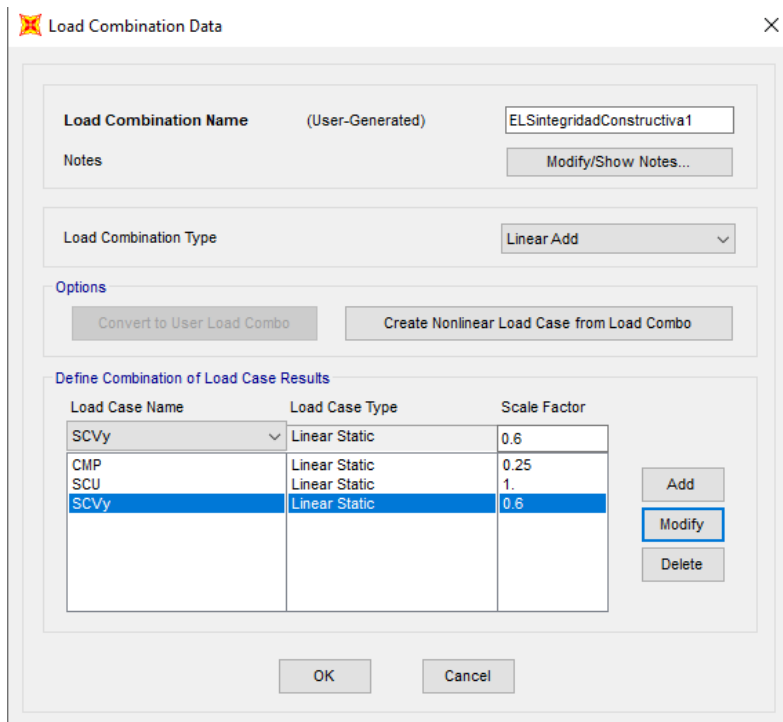 Load Combination Data
Load Combination Name (User-Generated) ELSintegridadConstructiva1
Notes Modify/Show Notes...
Load Combination Type Linear Add
Options
Convert to User Load Combo Create Nonlinear Load Case from Load Combo
Define Combination of Load Case Results
Load Case Name Load Case Type Scale Factor
SCVy Linear Static 0.6
CMP Linear Static 0.25
SCU Linear Static 1.
SCVy Linear Static 0.6
Add
Modify
Delete
OK Cancel